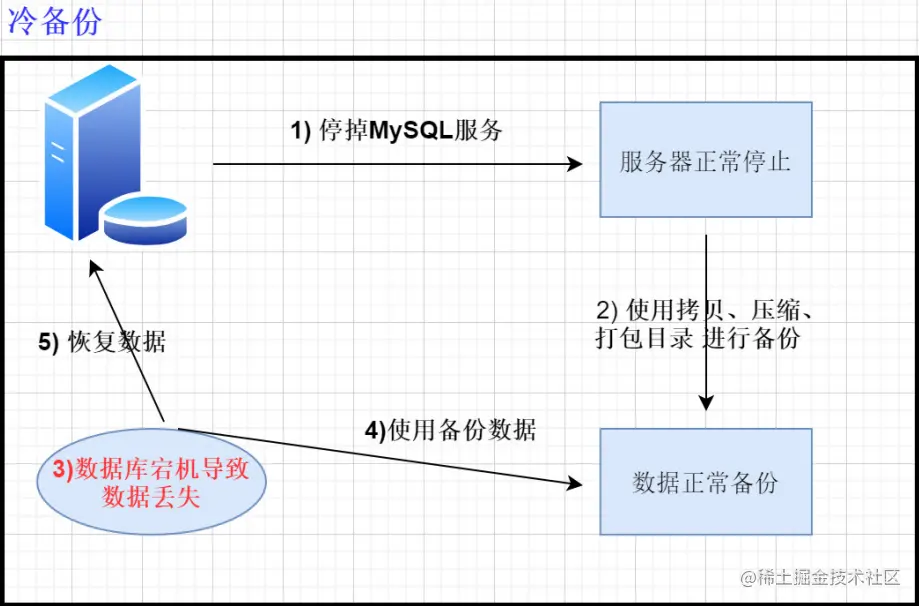 冷备份
1) 停掉MySQL服务
服务器正常停止
2) 使用拷贝、压缩、
打包目录 进行备份
5) 恢复数据
4)使用备份数据
3)数据库宕机导致
数据丢失
数据正常备份
@稀土掘金技术社区